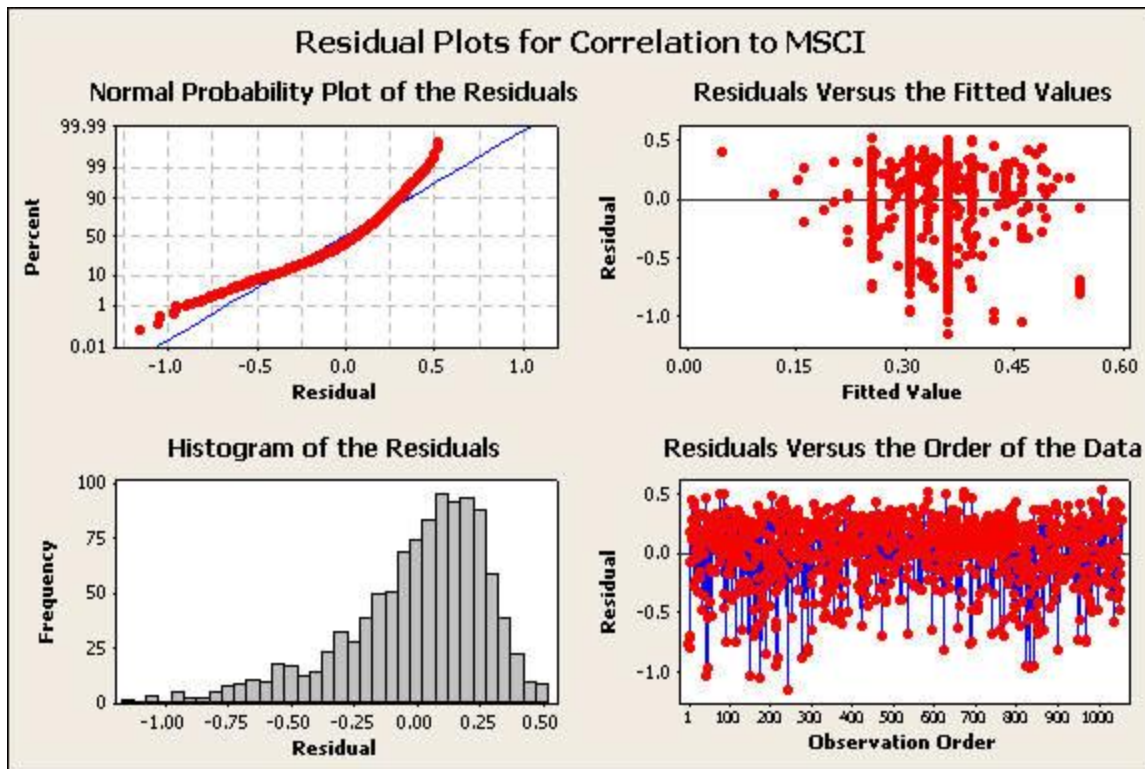 Residual Plots for Correlation to MSCI
Normal Probability Plot of the Residuals
99.99
99
90
50
10
1
0.01
Percent
-1.0 -0.5 0.0 0.5 1.0
Residual
Residuals Versus the Fitted Values
0.5
0.0
-0.5
-1.0
Residual
0.00 0.15 0.30 0.45 0.60
Fitted Value
Histogram of the Residuals
100
75
50
25
0
Frequency
-1.00 -0.75 -0.50 -0.25 0.00 0.25 0.50
Residual
Residuals Versus the Order of the Data
0.5
0.0
-0.5
-1.0
Residual
1 100 200 300 400 500 600 700 800 900 1000
Observation Order